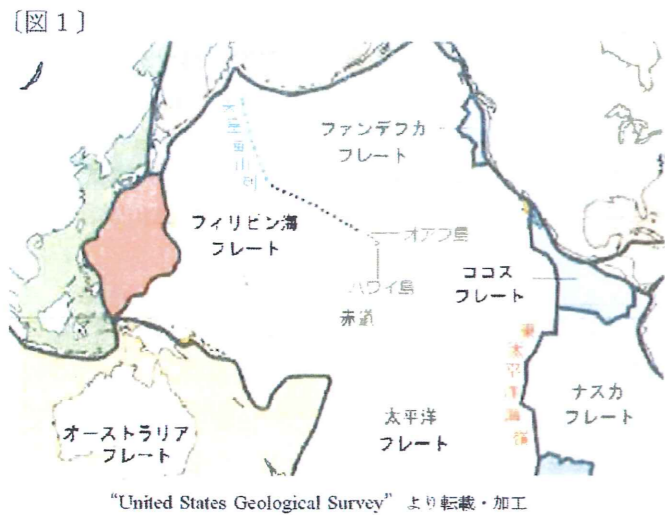 〔図1〕
ファンデフカ
プレート
天皇海山列
フィリピン海
プレート
オアフ島
ハワイ島
赤道
ココス
プレート
東太平洋海嶺
ナスカ
プレート
太平洋
プレート
オーストラリア
プレート
"United States Geological Survey" より転載・加工